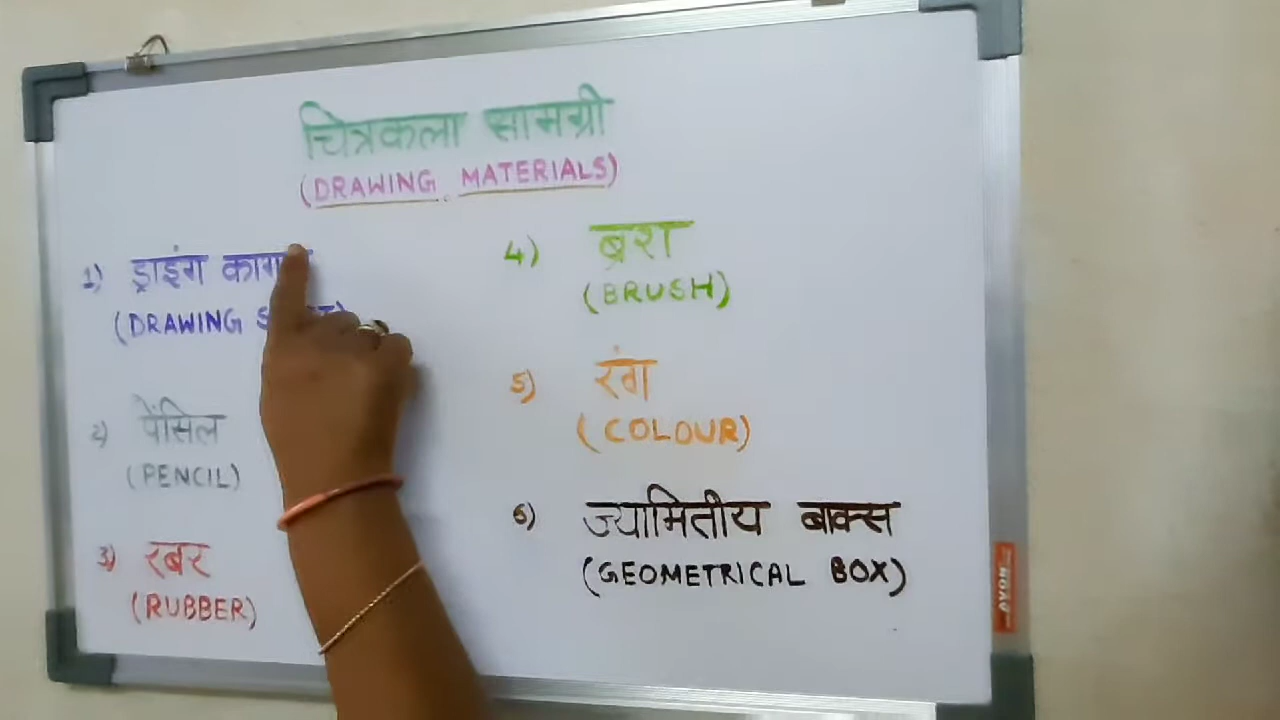 चित्रकला सामग्री
(DRAWING MATERIALS)
1) ड्राइंग
(DRAWING
2) पेंसिल
(PENCIL)
3) रबर
(RUBBER)
4) ब्रश
(BRUSH)
5) रंग
(COLOUR)
6) ज्यामितीय बाक्स
(GEOMETRICAL BOX)